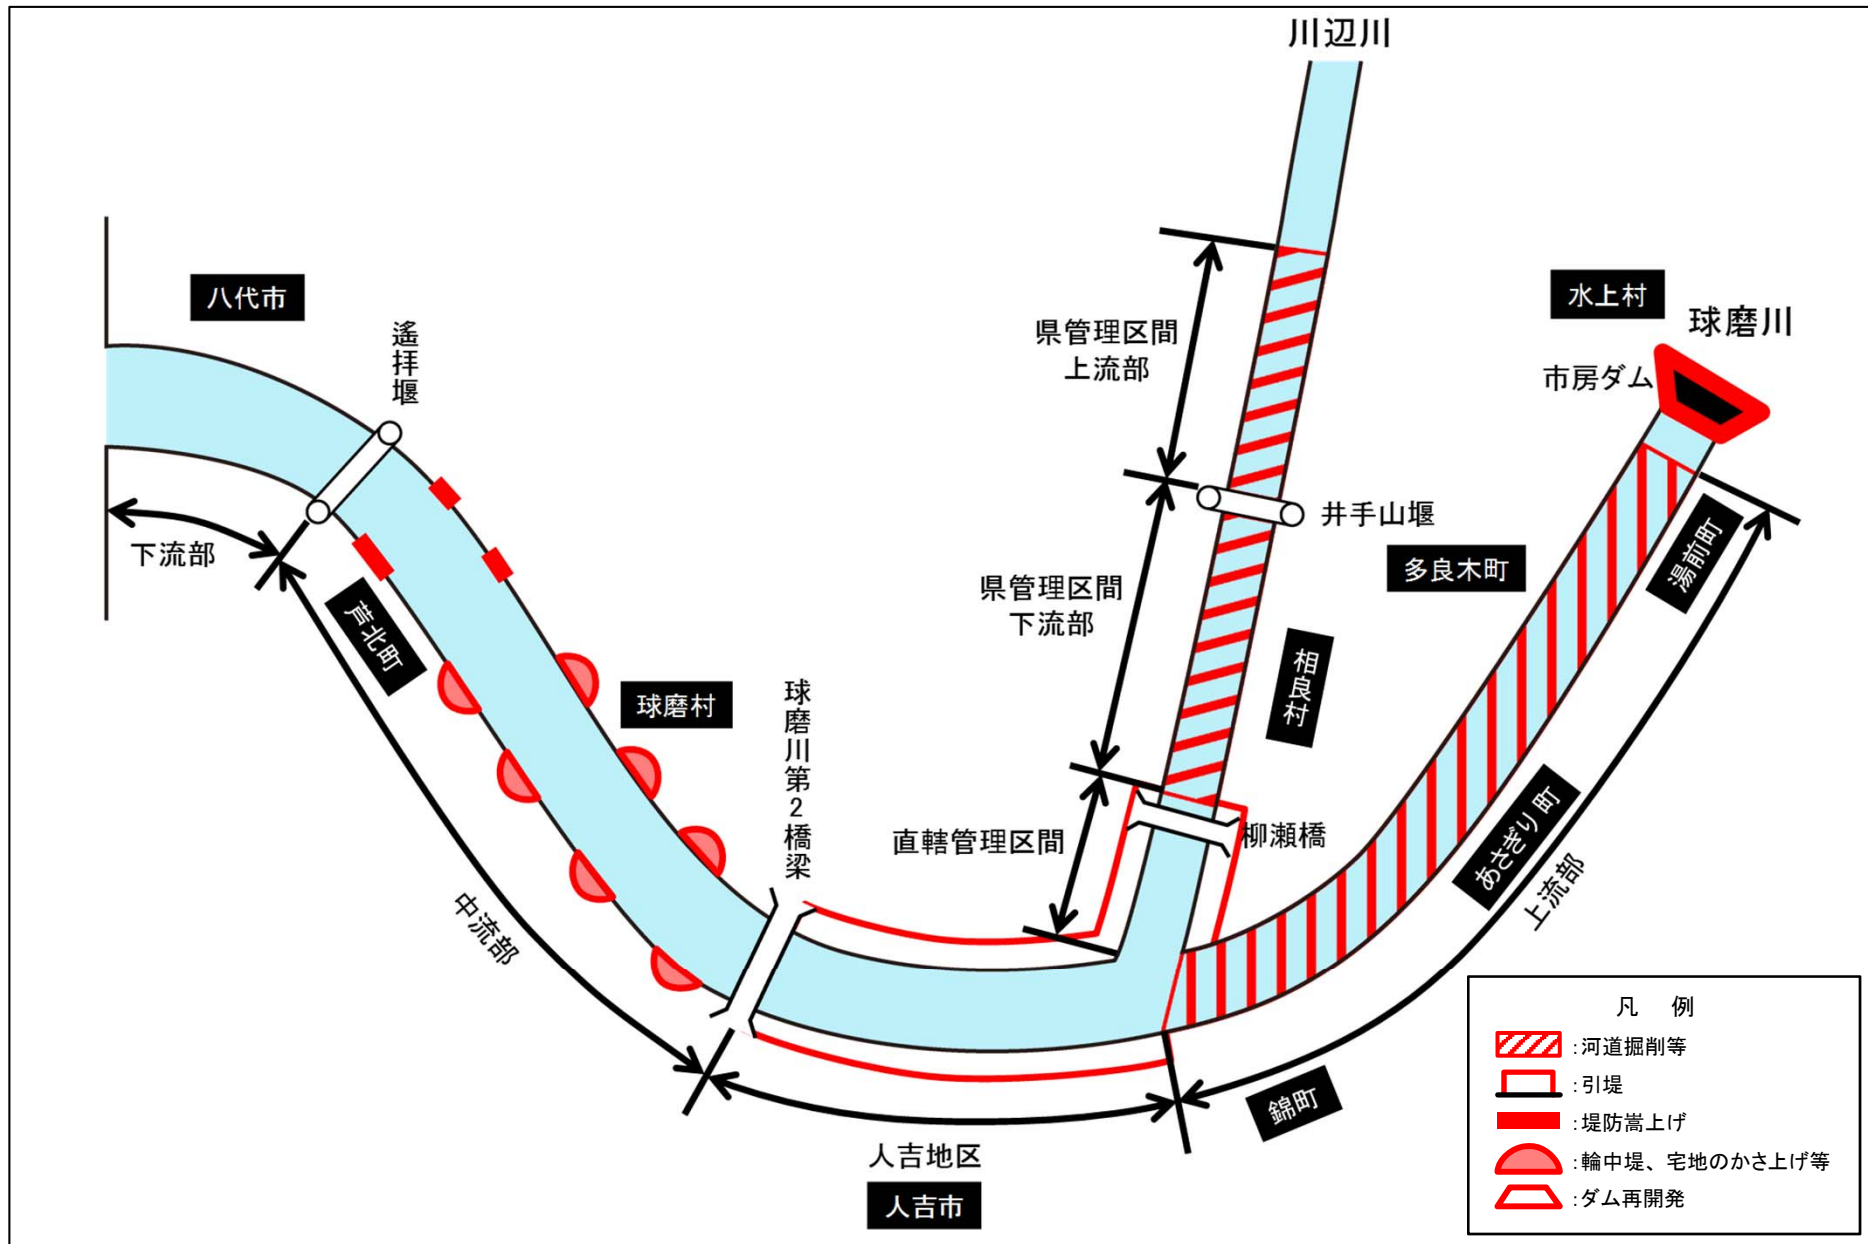 川辺川
八代市
遙拝堰
水上村
球磨川
市房ダム
県管理区間
上流部
井手山堰
下流部
多良木町
湯前町
県管理区間
下流部
芦北町
相良村
球磨村
球磨川第2橋梁
直轄管理区間
柳瀬橋
あさぎり町
上流部
中流部
錦町
人吉地区
人吉市
凡 例
:河道掘削等
:引堤
:堤防嵩上げ
:輪中堤、宅地のかさ上げ等
:ダム再開発